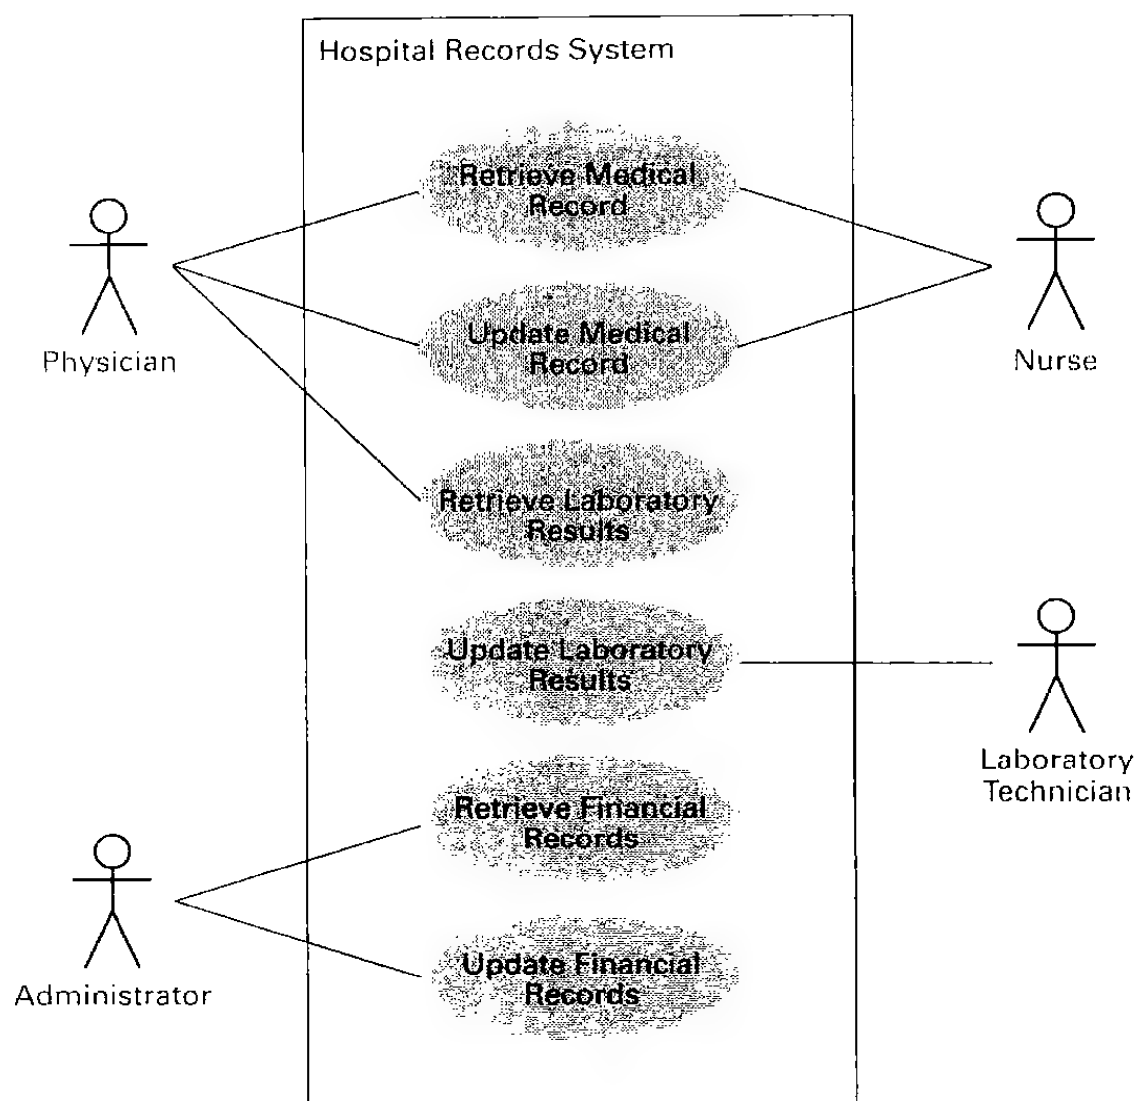 Hospital Records System
Retrieve Medical
Record
Physician
Nurse
Update Medical
Record
Retrieve Laboratory
Results
Update Laboratory
Results
Laboratory
Technician
Retrieve Financial
Records
Administrator
Update Financial
Records